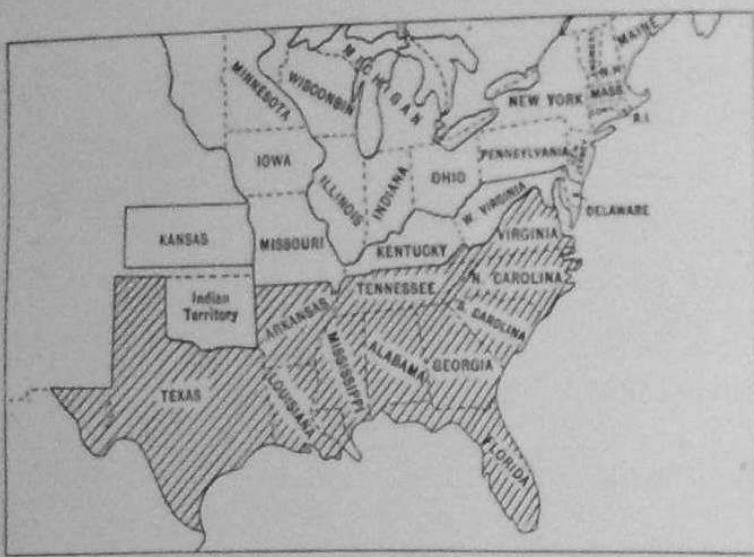 MAINE
MICHIGAN
N.H.
MINNESOTA
WISCONSIN
NEW YORK
MASS
R.I.
IOWA
ILLINOIS
INDIANA
OHIO
PENNSYLVANIA
JERSEY
W. VIRGINIA
DELAWARE
KANSAS
MISSOURI
KENTUCKY
VIRGINIA
Indian
Territory
TENNESSEE
N. CAROLINA
ARKANSAS
S. CAROLINA
MISSISSIPPI
ALABAMA
GEORGIA
TEXAS
LOUISIANA
FLORIDA